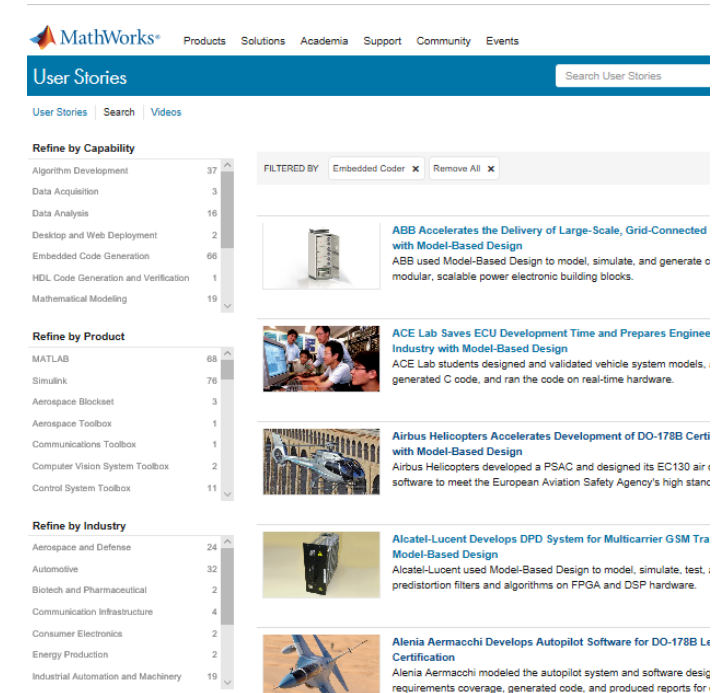 MathWorks®
Products Solutions Academia Support Community Events
User Stories
Search User Stories
User Stories Search Videos
Refine by Capability
Algorithm Development 37
Data Acquisition 3
Data Analysis 16
Desktop and Web Deployment 2
Embedded Code Generation 66
HDL Code Generation and Verification 1
Mathematical Modeling 19
Refine by Product
MATLAB 68
Simulink 76
Aerospace Blockset 3
Aerospace Toolbox 1
Communications Toolbox 1
Computer Vision System Toolbox 2
Control System Toolbox 11
Refine by Industry
Aerospace and Defense 24
Automotive 32
Biotech and Pharmaceutical 2
Communication Infrastructure 4
Consumer Electronics 2
Energy Production 2
Industrial Automation and Machinery 19
FILTERED BY Embedded Coder x Remove All x
ABB Accelerates the Delivery of Large-Scale, Grid-Connected
with Model-Based Design
ABB used Model-Based Design to model, simulate, and generate c
modular, scalable power electronic building blocks.
ACE Lab Saves ECU Development Time and Prepares Enginee
Industry with Model-Based Design
ACE Lab students designed and validated vehicle system models,
generated C code, and ran the code on real-time hardware.
Airbus Helicopters Accelerates Development of DO-178B Certi
with Model-Based Design
Airbus Helicopters developed a PSAC and designed its EC130 air
software to meet the European Aviation Safety Agency's high stand
Alcatel-Lucent Develops DPD System for Multicarrier GSM Tra
Model-Based Design
Alcatel-Lucent used Model-Based Design to model, simulate, test,
predistortion filters and algorithms on FPGA and DSP hardware.
Alenia Aermacchi Develops Autopilot Software for DO-178B Le
Certification
Alenia Aermacchi modeled the autopilot system and software desig
requirements coverage, generated code, and produced reports for